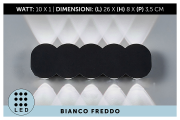 WATT: 10 X 1 | DIMENSIONI: (L) 26 X (H) 8 X (P) 3.5 CM
LED
BIANCO FREDDO